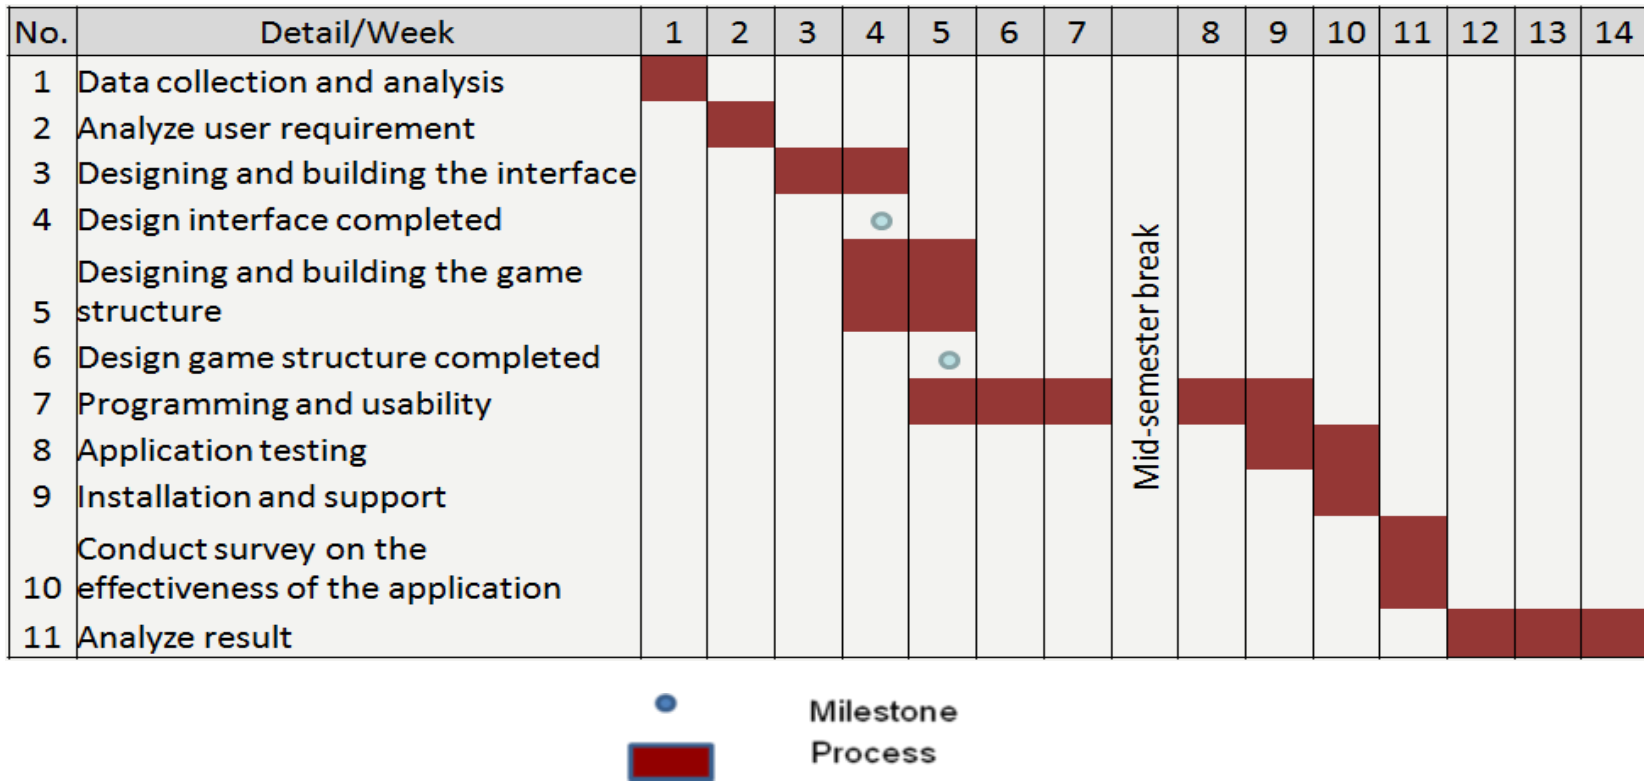 No. Detail/Week 1 2 3 4 5 6 7 8 9 10 11 12 13 14
1 Data collection and analysis
2 Analyze user requirement
3 Designing and building the interface
4 Design interface completed
Designing and building the game
5 structure
6 Design game structure completed
7 Programming and usability
8 Application testing
9 Installation and support
Conduct survey on the
10 effectiveness of the application
11 Analyze result
Mid-semester break
Milestone
Process